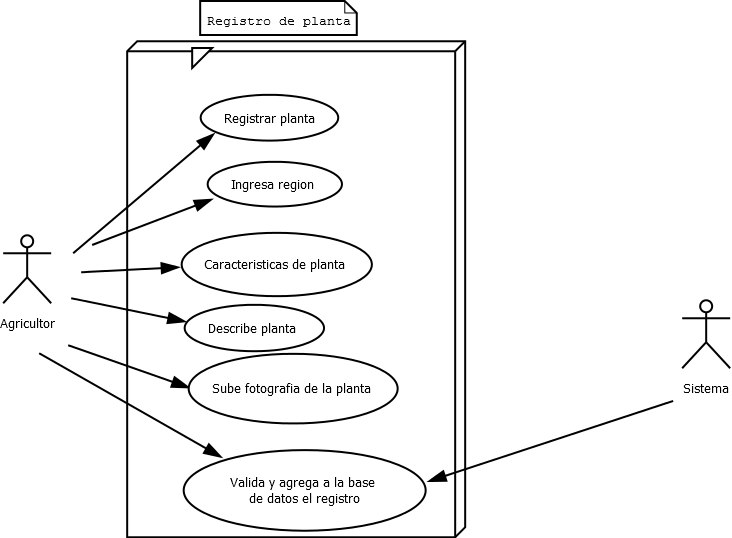 Registro de planta
Registrar planta
Ingresa region
Caracteristicas de planta
Agricultor
Describe planta
Sube fotografia de la planta
Sistema
Valida y agrega a la base
de datos el registro